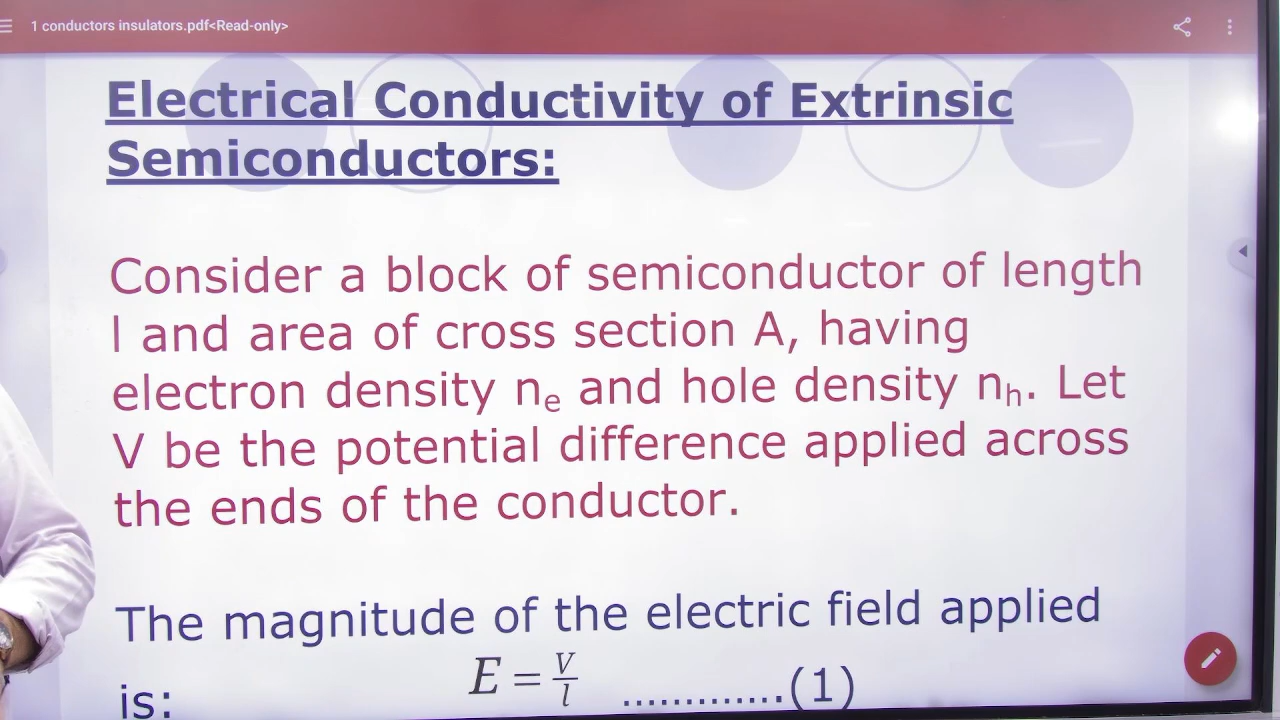 1 conductors insulators.pdf<Read-only>
Electrical Conductivity of Extrinsic
Semiconductors:
Consider a block of semiconductor of length
l and area of cross section A, having
electron density nₑ and hole density nₕ. Let
V be the potential difference applied across
the ends of the conductor.
The magnitude of the electric field applied
is: E = V/l .............(1)